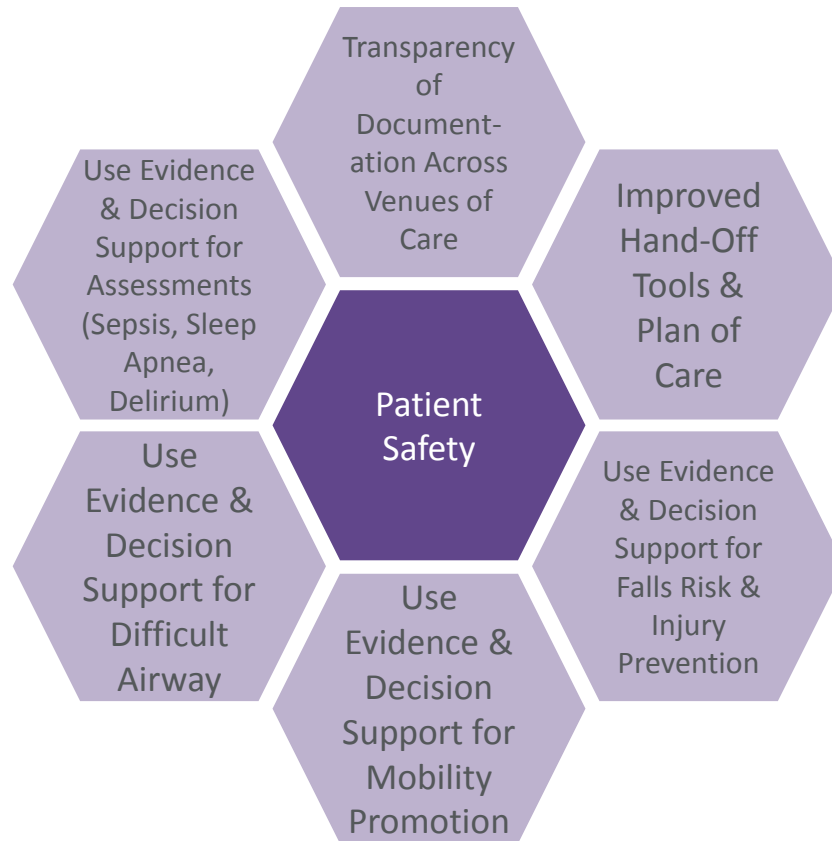 Transparency
of
Document-
ation Across
Venues of
Care
Use Evidence
& Decision
Support for
Assessments
(Sepsis, Sleep
Apnea,
Delirium)
Improved
Hand-Off
Tools &
Plan of
Care
Patient
Safety
Use
Evidence &
Decision
Support for
Difficult
Airway
Use Evidence
& Decision
Support for
Falls Risk &
Injury
Prevention
Use
Evidence &
Decision
Support for
Mobility
Promotion